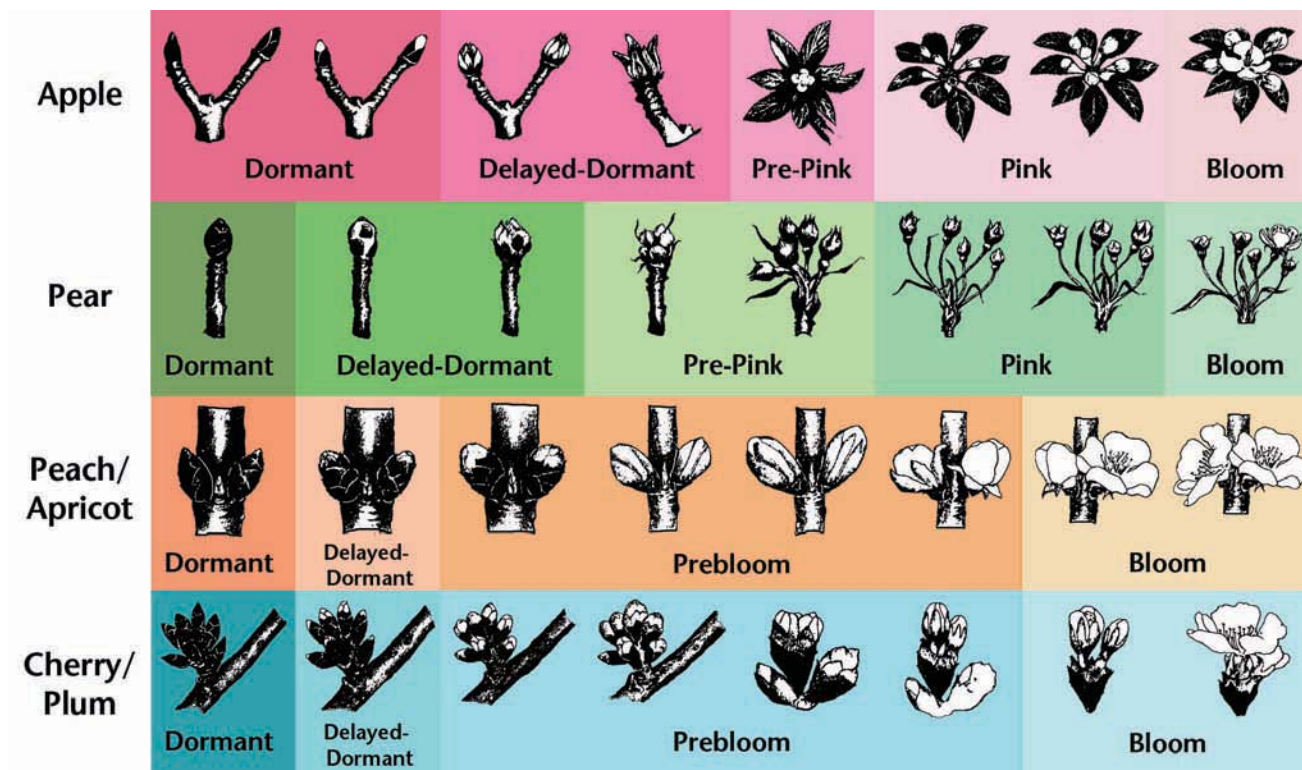 Apple
Dormant
Delayed-Dormant
Pre-Pink
Pink
Bloom
Pear
Dormant
Delayed-Dormant
Pre-Pink
Pink
Bloom
Peach/
Apricot
Dormant
Delayed-
Dormant
Prebloom
Bloom
Cherry/
Plum
Dormant
Delayed-
Dormant
Prebloom
Bloom